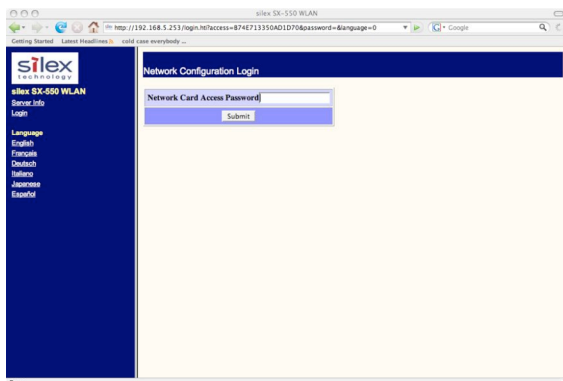 silex SX-550 WLAN
http://192.168.5.253/login.htl?access=874E713350AD1D70&password=&language=0
Google
Getting Started Latest Headlines cold case everybody ...
silex
technology
Network Configuration Login
silex SX-550 WLAN
Server Info
Login
Network Card Access Password
Submit
Language
English
Français
Deutsch
Italiano
Japanese
Español